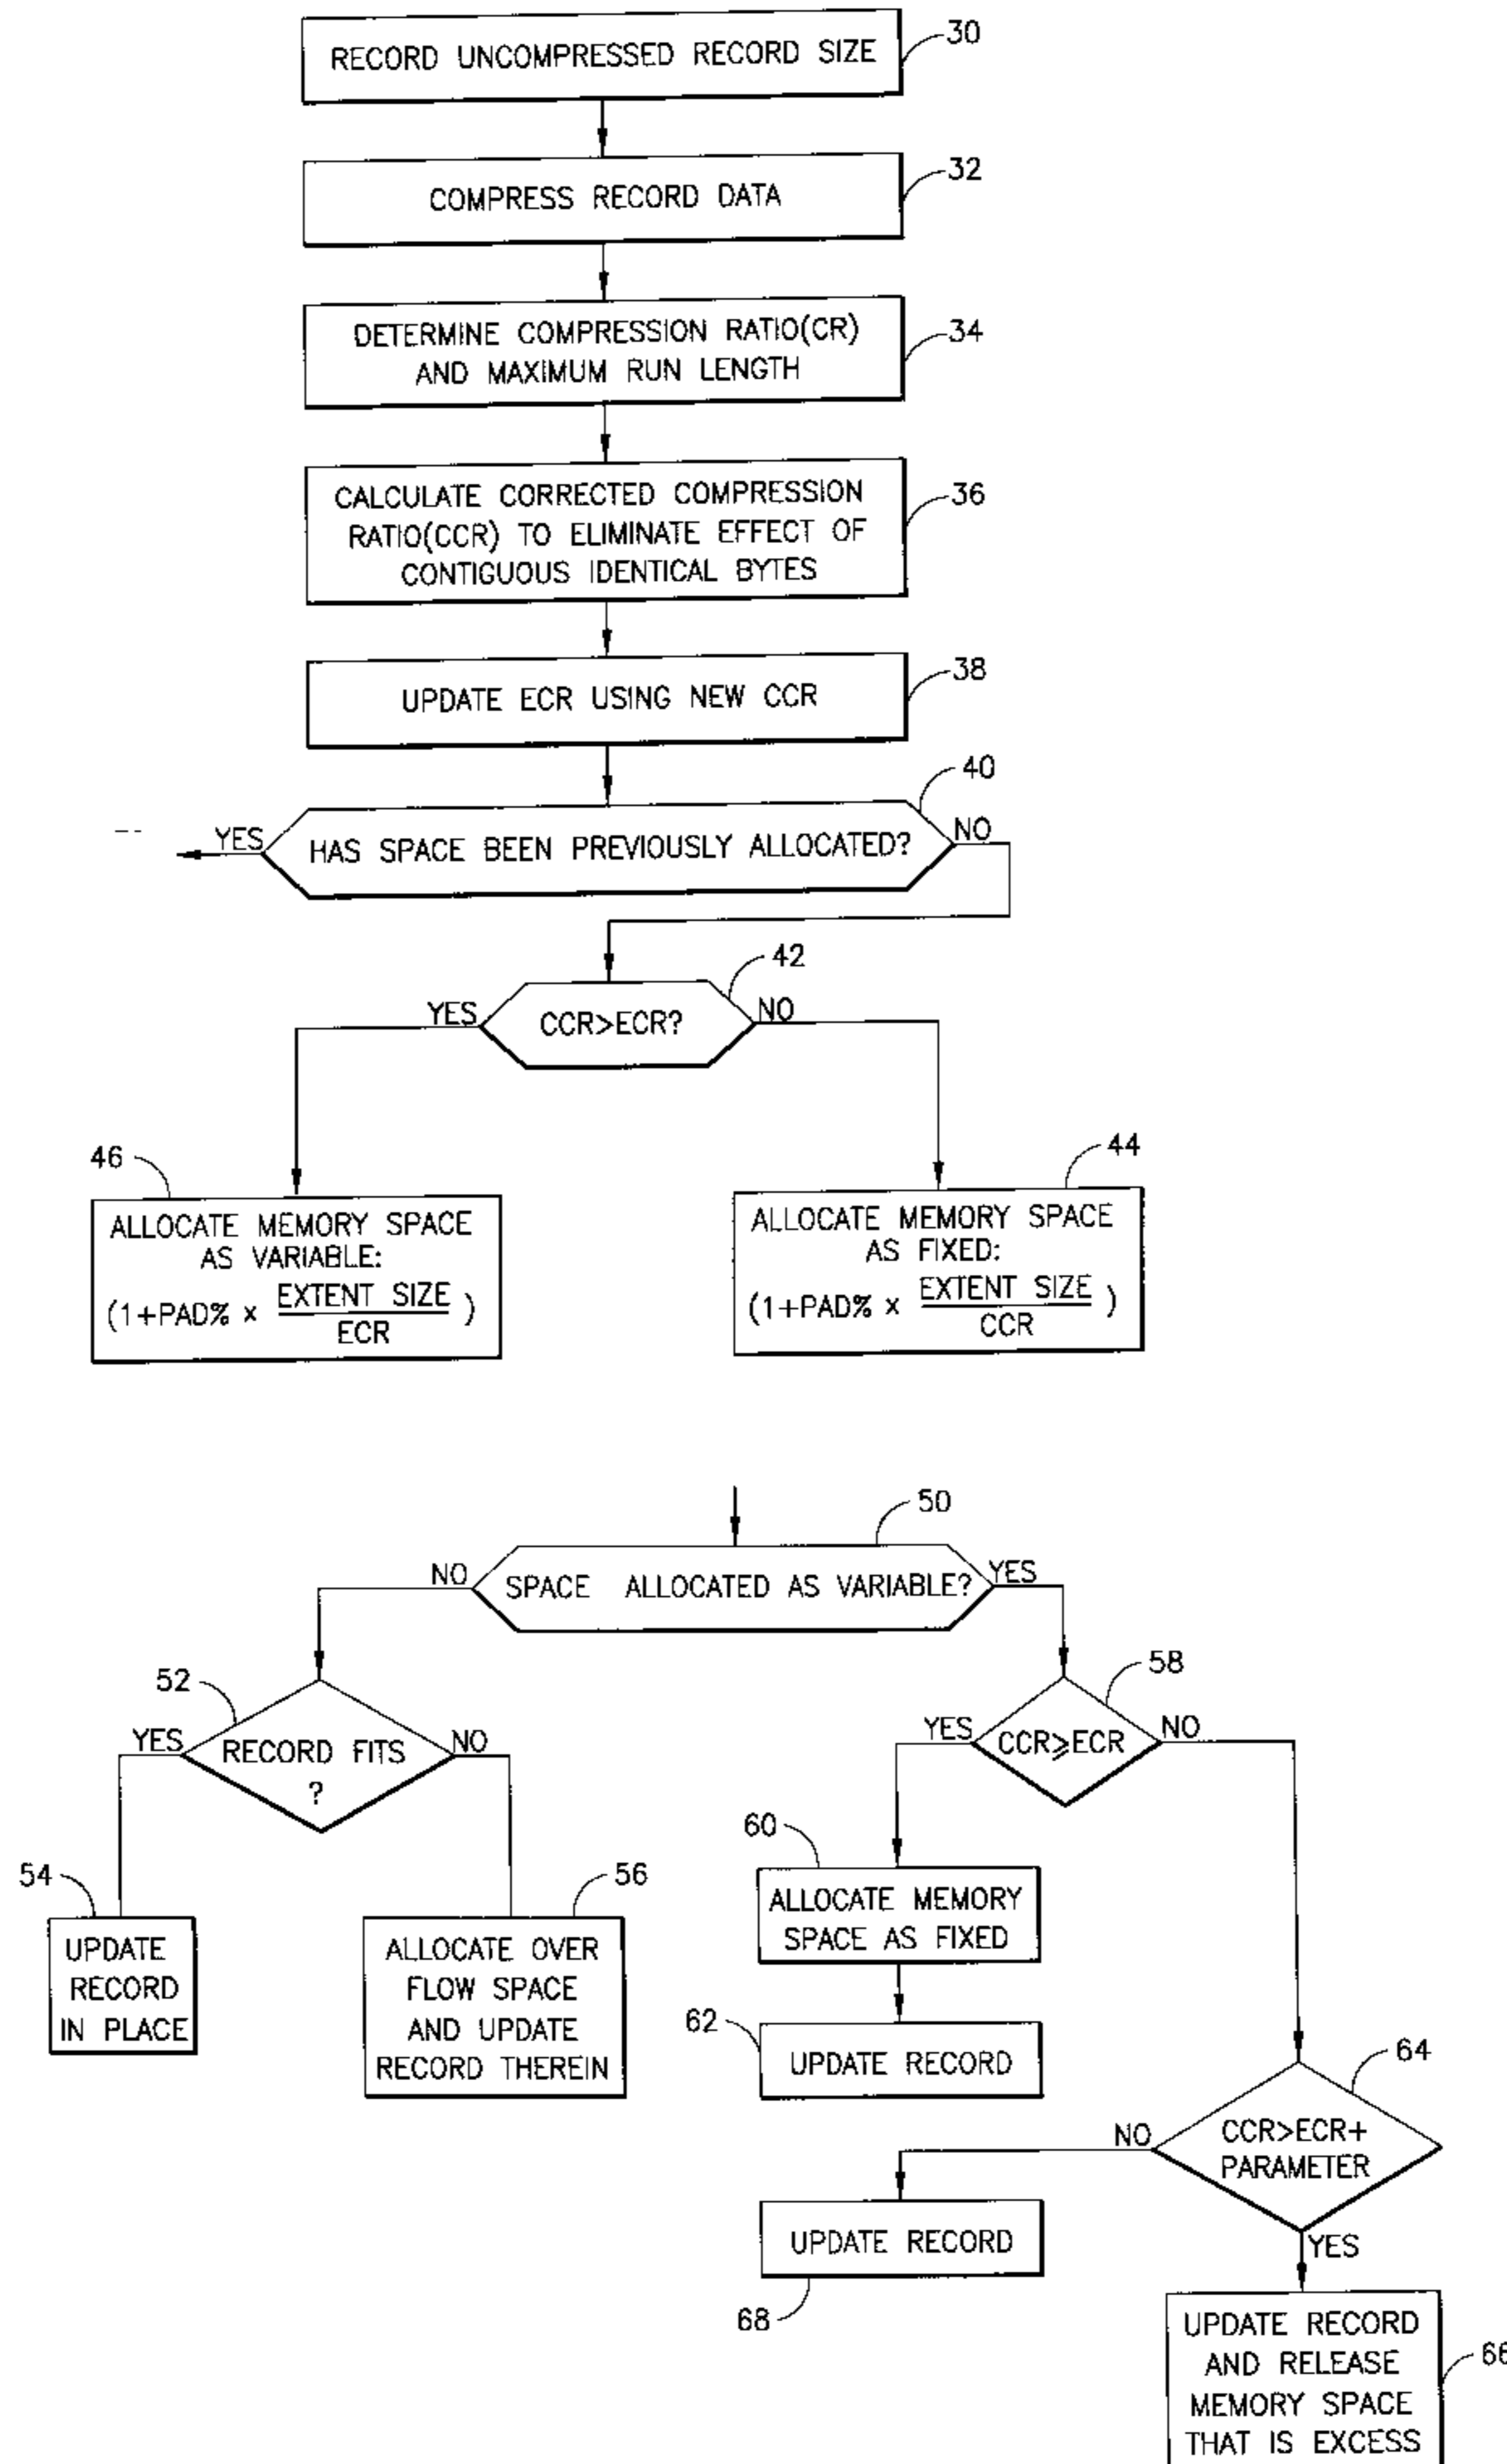 RECORD UNCOMPRESSED RECORD SIZE
30
COMPRESS RECORD DATA
32
DETERMINE COMPRESSION RATIO(CR)
AND MAXIMUM RUN LENGTH
34
CALCULATE CORRECTED COMPRESSION
RATIO(CCR) TO ELIMINATE EFFECT OF
CONTIGUOUS IDENTICAL BYTES
36
UPDATE ECR USING NEW CCR
38
40
YES
HAS SPACE BEEN PREVIOUSLY ALLOCATED?
NO
42
YES
CCR>ECR?
NO
46
ALLOCATE MEMORY SPACE
AS VARIABLE:
(1+PAD% x EXTENT SIZE
ECR )
44
ALLOCATE MEMORY SPACE
AS FIXED:
(1+PAD% x EXTENT SIZE
CCR )
50
NO
SPACE ALLOCATED AS VARIABLE?
YES
52
YES
RECORD FITS
?
NO
54
UPDATE
RECORD
IN PLACE
56
ALLOCATE OVER
FLOW SPACE
AND UPDATE
RECORD THEREIN
58
YES
CCR⩾ECR
NO
60
ALLOCATE MEMORY
SPACE AS FIXED
62
UPDATE RECORD
64
NO
CCR>ECR+
PARAMETER
YES
UPDATE RECORD
68
UPDATE RECORD
AND RELEASE
MEMORY SPACE
THAT IS EXCESS
66